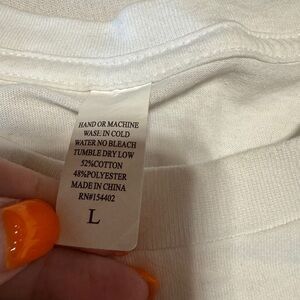 HAND OR MACHINE
WASH IN COLD
WATER NO BLEACH
TUMBLE DRY LOW
52%COTTON
48%POLYESTER
MADE IN CHINA
RN#154402
L